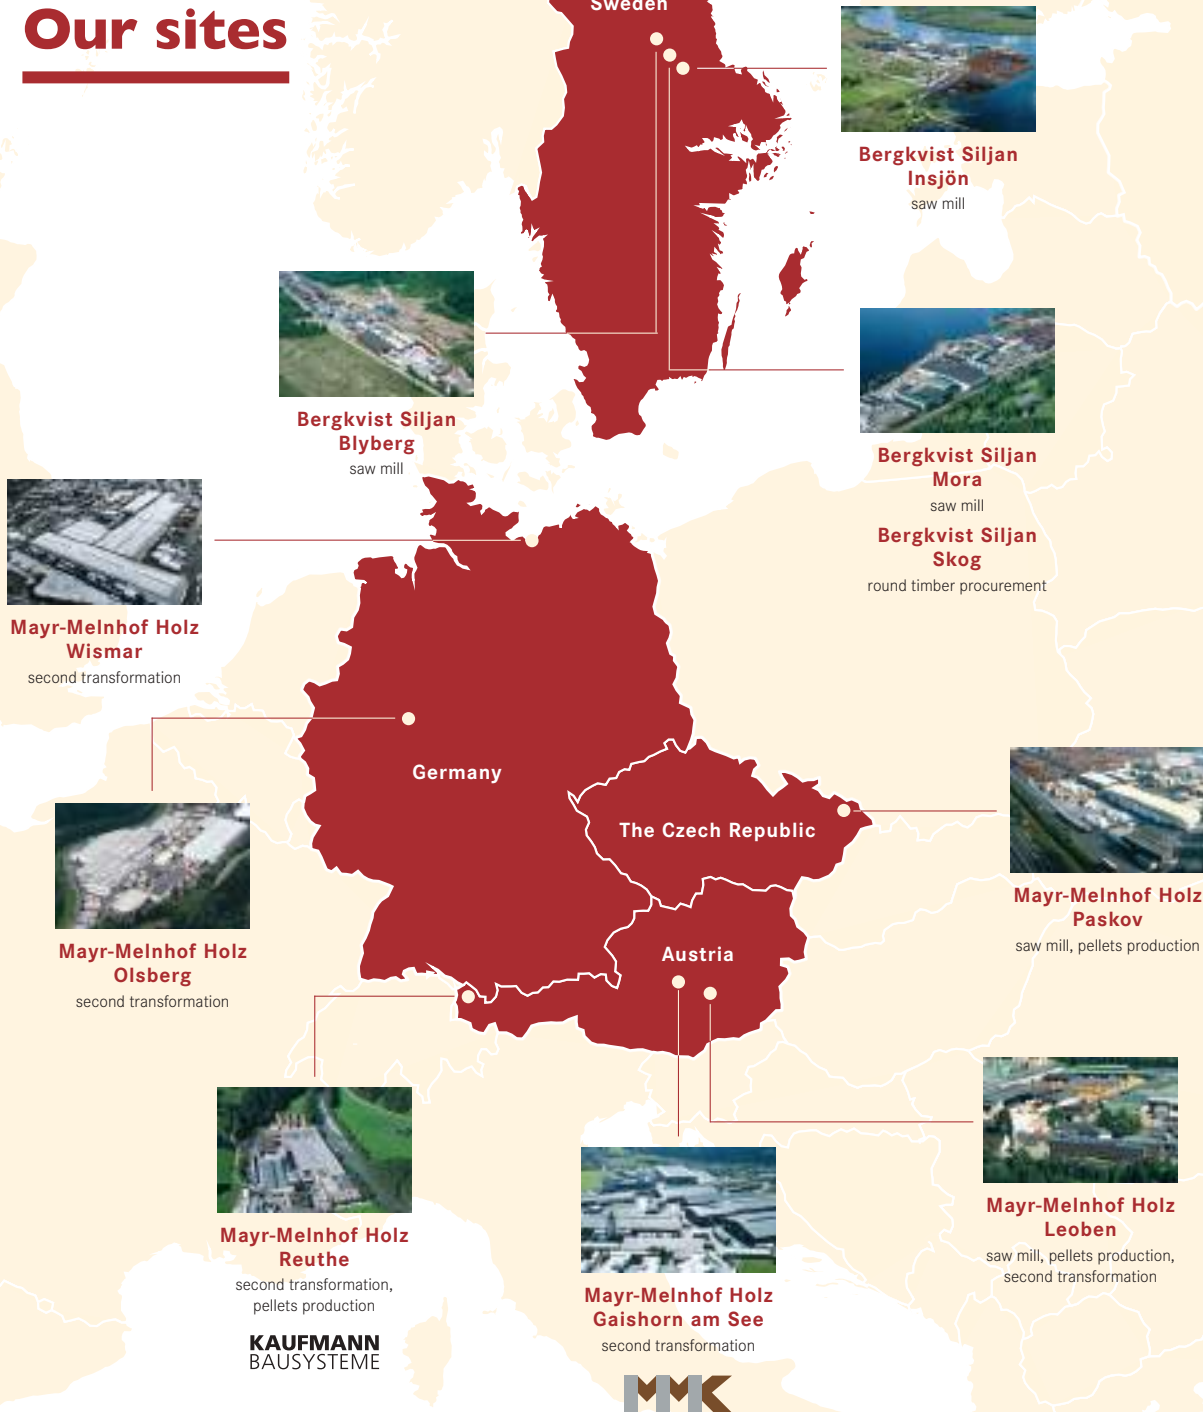 Our sites
Sweden
Bergkvist Siljan
Insjön
saw mill
Bergkvist Siljan
Blyberg
saw mill
Bergkvist Siljan
Mora
saw mill
Bergkvist Siljan
Skog
round timber procurement
Mayr-Melnhof Holz
Wismar
second transformation
Germany
The Czech Republic
Mayr-Melnhof Holz
Paskov
saw mill, pellets production
Mayr-Melnhof Holz
Olsberg
second transformation
Austria
Mayr-Melnhof Holz
Reuthe
second transformation,
pellets production
KAUFMANN
BAUSYSTEME
Mayr-Melnhof Holz
Gaishorn am See
second transformation
MMK
Mayr-Melnhof Holz
Leoben
saw mill, pellets production,
second transformation